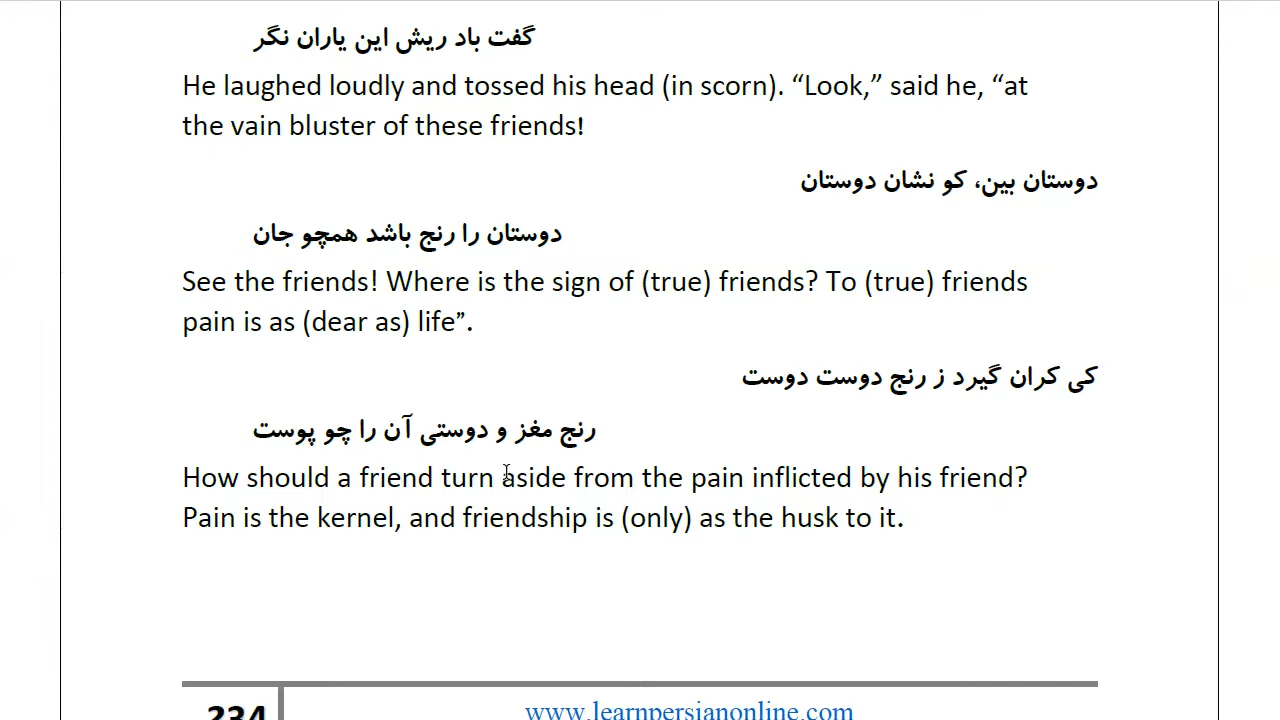 گفت باد ریش این یاران نگر
He laughed loudly and tossed his head (in scorn). “Look,” said he, “at
the vain bluster of these friends!
دوستان بین، کو نشان دوستان
دوستان را رنج باشد همچو جان
See the friends! Where is the sign of (true) friends? To (true) friends
pain is as (dear as) life”.
کی کران گیرد ز رنج دوست دوست
رنج مغز و دوستی آن را چو پوست
How should a friend turn aside from the pain inflicted by his friend?
Pain is the kernel, and friendship is (only) as the husk to it.
234
www.learnpersianonline.com